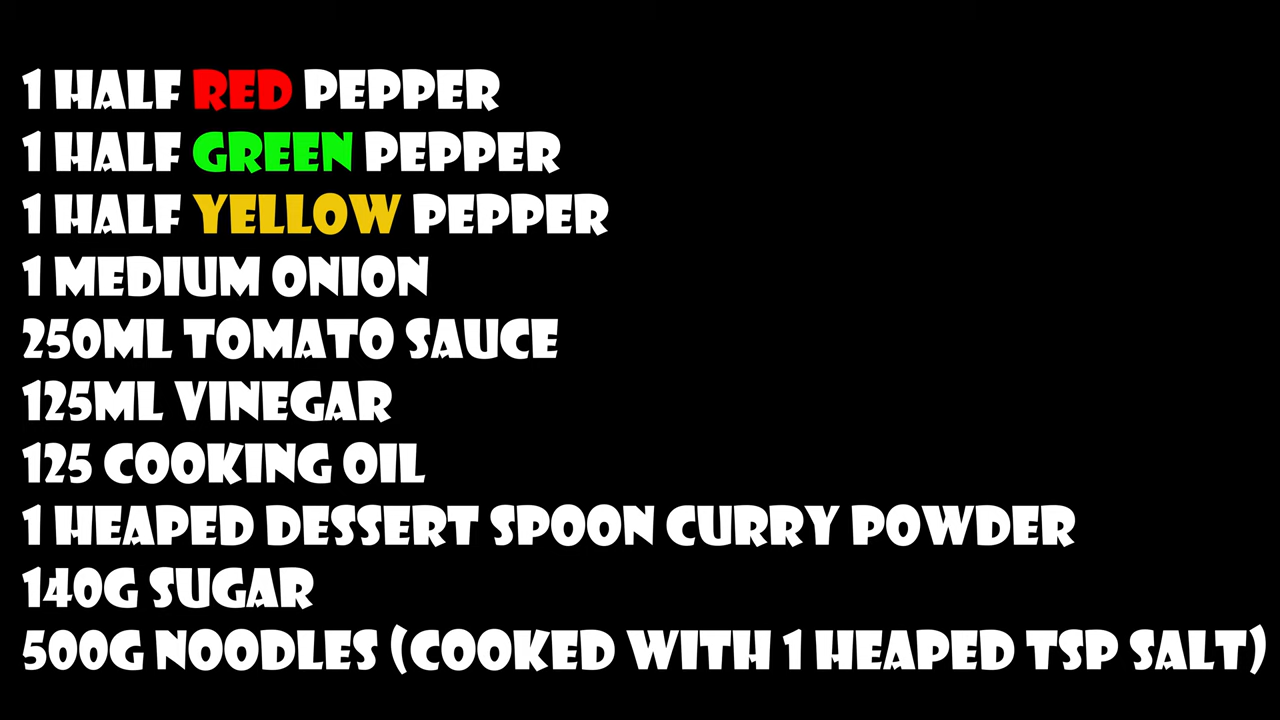 1 HALF RED PEPPER
1 HALF GREEN PEPPER
1 HALF YELLOW PEPPER
1 MEDIUM ONION
250ML TOMATO SAUCE
125ML VINEGAR
125 COOKING OIL
1 HEAPED DESSERT SPOON CURRY POWDER
140G SUGAR
500G NOODLES (COOKED WITH 1 HEAPED TSP SALT)